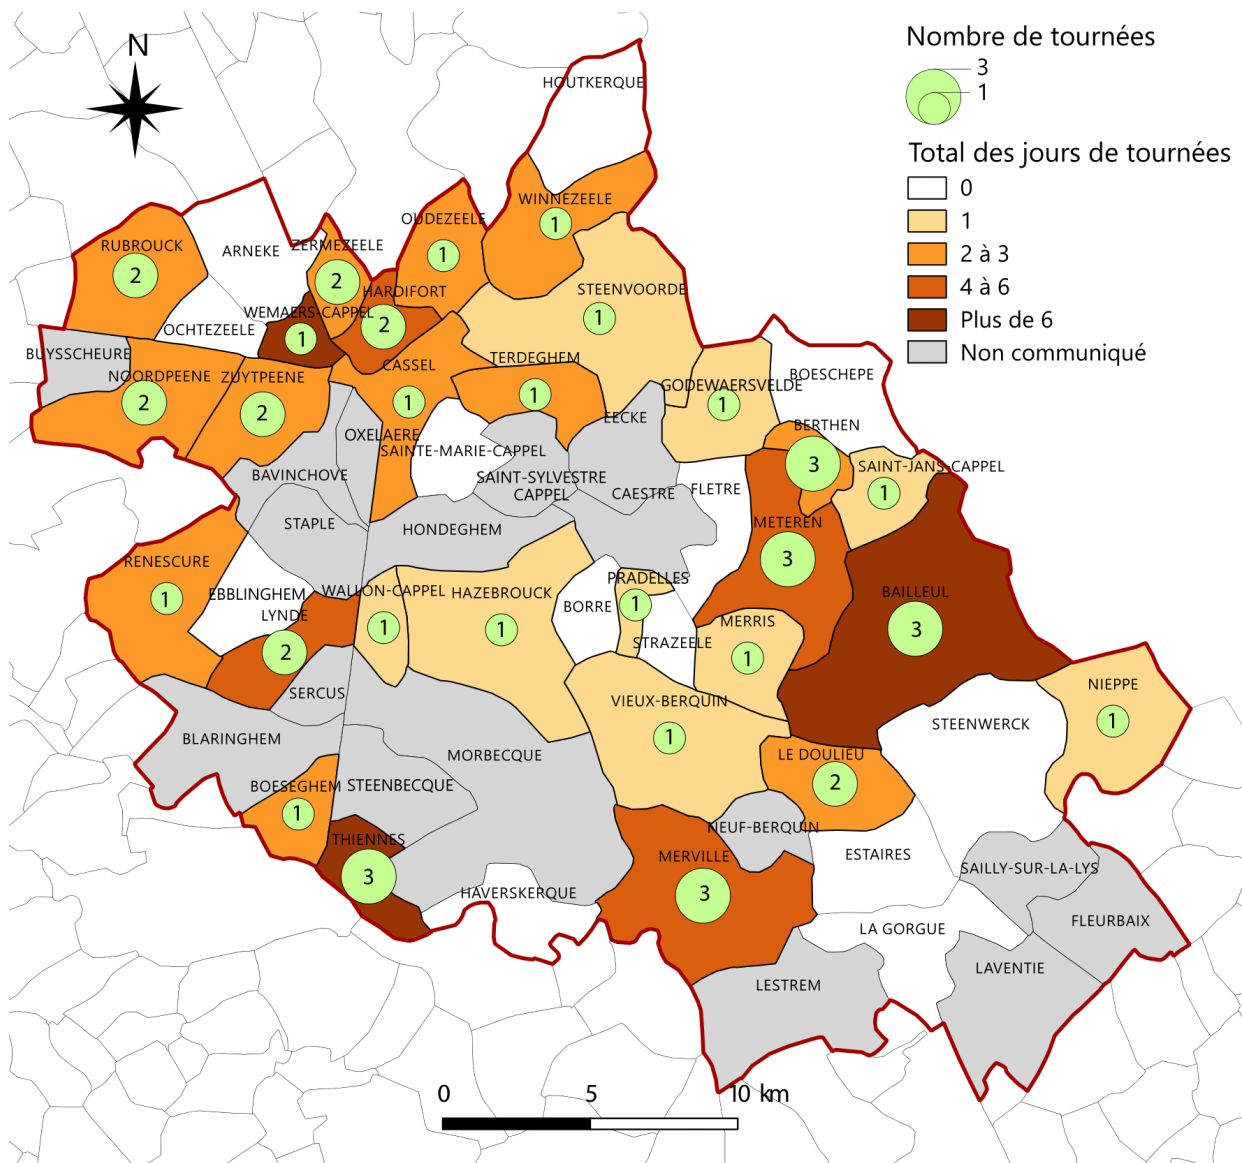 N
Nombre de tournées
3
1
Total des jours de tournées
0
1
2 à 3
4 à 6
Plus de 6
Non communiqué
HOUTKERQUE
WINNEZEELE
1
OUDEZEELE
1
RUBROUCK
2
ARNEKE
ZERMEZEELE
2
HARDIFORT
2
STEENVOORDE
1
WEMAERS-CAPPEL
1
OCHTEZEELE
BUYSSCHEURE
NOORDPEENE
2
ZUYTPEENE
2
CASSEL
1
TERDEGHEM
1
GODEWAERSVELDE
1
BOESCHEPE
EECKE
BERTHEN
3
OXELAERE
SAINTE-MARIE-CAPPEL
SAINT-SYLVESTRE
CAPPEL
CAESTRE
FLETRE
SAINT-JANS-CAPPEL
1
BAVINCHOVE
STAPLE
HONDEGHEM
METEREN
3
RENESCURE
1
EBBLINGHEM
LYNDE
2
WALLON-CAPPEL
1
HAZEBROUCK
1
BORRE
PRADELLES
1
STRAZEELE
MERRIS
1
BAILLEUL
3
SERCUS
VIEUX-BERQUIN
1
NIEPPE
1
STEENWERCK
BLARINGHEM
MORBECQUE
LE DOULIEU
2
BOESEGHEM
1
STEENBECQUE
NEUF-BERQUIN
THIENNES
3
MERVILLE
3
ESTAIRES
SAILLY-SUR-LA-LYS
HAVERSKERQUE
LA GORGUE
FLEURBAIX
LAVENTIE
LESTREM
0 5 10 km